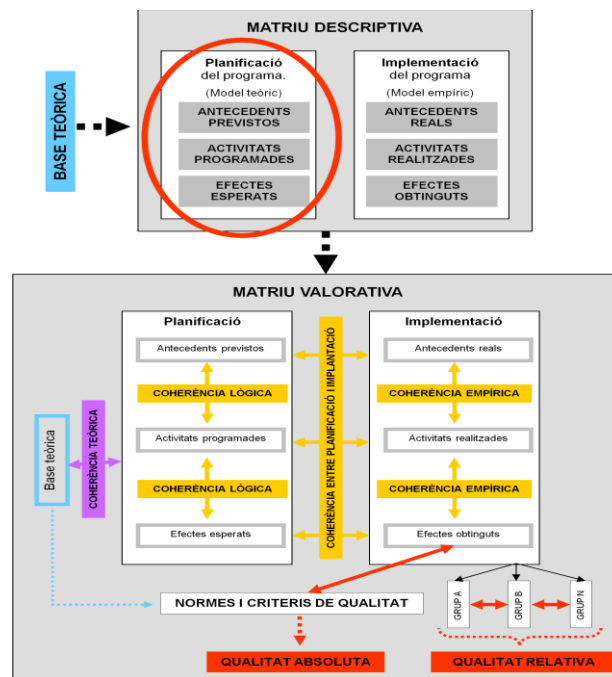 MATRIU DESCRIPTIVA
BASE TEÒRICA
Planificació
del programa.
(Model teòric)
ANTECEDENTS
PREVISTOS
ACTIVITATS
PROGRAMADES
EFECTES
ESPERATS
Implementació
del programa
(Model empíric)
ANTECEDENTS
REALS
ACTIVITATS
REALITZADES
EFECTES
OBTINGUTS
MATRIU VALORATIVA
Base teòrica
COHERÈNCIA TEÒRICA
Planificació
Antecedents previstos
COHERÈNCIA LÒGICA
Activitats programades
COHERÈNCIA LÒGICA
Efectes esperats
COHERÈNCIA ENTRE PLANIFICACIÓ I IMPLANTACIÓ
Implementació
Antecedents reals
COHERÈNCIA EMPÍRICA
Activitats realitzades
COHERÈNCIA EMPÍRICA
Efectes obtinguts
NORMES I CRITERIS DE QUALITAT
GRUP A
GRUP B
GRUP N
QUALITAT ABSOLUTA
QUALITAT RELATIVA